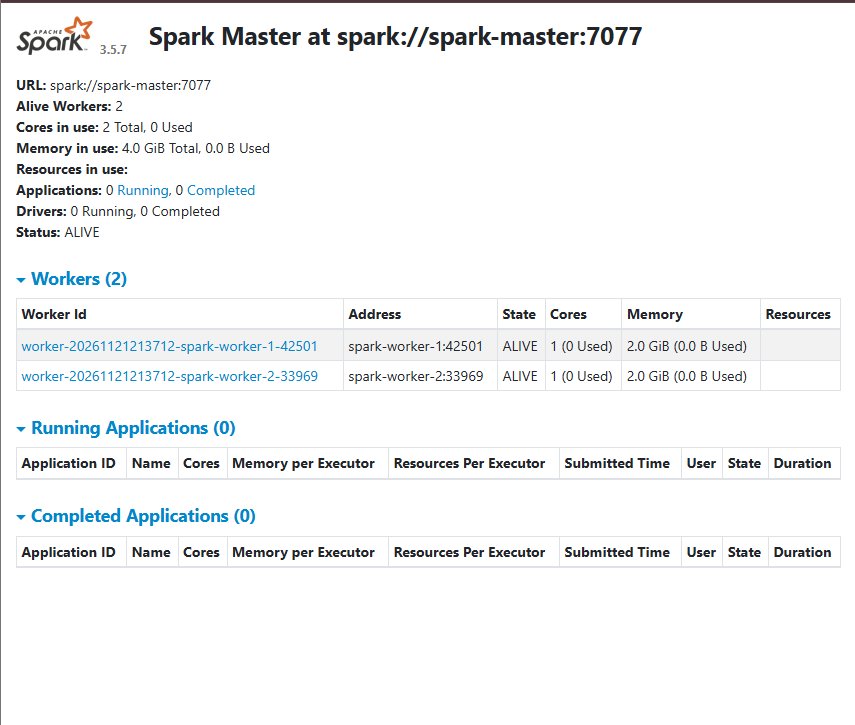 APACHE
Spark 3.5.7 Spark Master at spark://spark-master:7077
URL: spark://spark-master:7077
Alive Workers: 2
Cores in use: 2 Total, 0 Used
Memory in use: 4.0 GiB Total, 0.0 B Used
Resources in use:
Applications: 0 Running, 0 Completed
Drivers: 0 Running, 0 Completed
Status: ALIVE
Workers (2)
Worker Id Address State Cores Memory Resources
worker-20261121213712-spark-worker-1-42501 spark-worker-1:42501 ALIVE 1 (0 Used) 2.0 GiB (0.0 B Used)
worker-20261121213712-spark-worker-2-33969 spark-worker-2:33969 ALIVE 1 (0 Used) 2.0 GiB (0.0 B Used)
Running Applications (0)
Application ID Name Cores Memory per Executor Resources Per Executor Submitted Time User State Duration
Completed Applications (0)
Application ID Name Cores Memory per Executor Resources Per Executor Submitted Time User State Duration